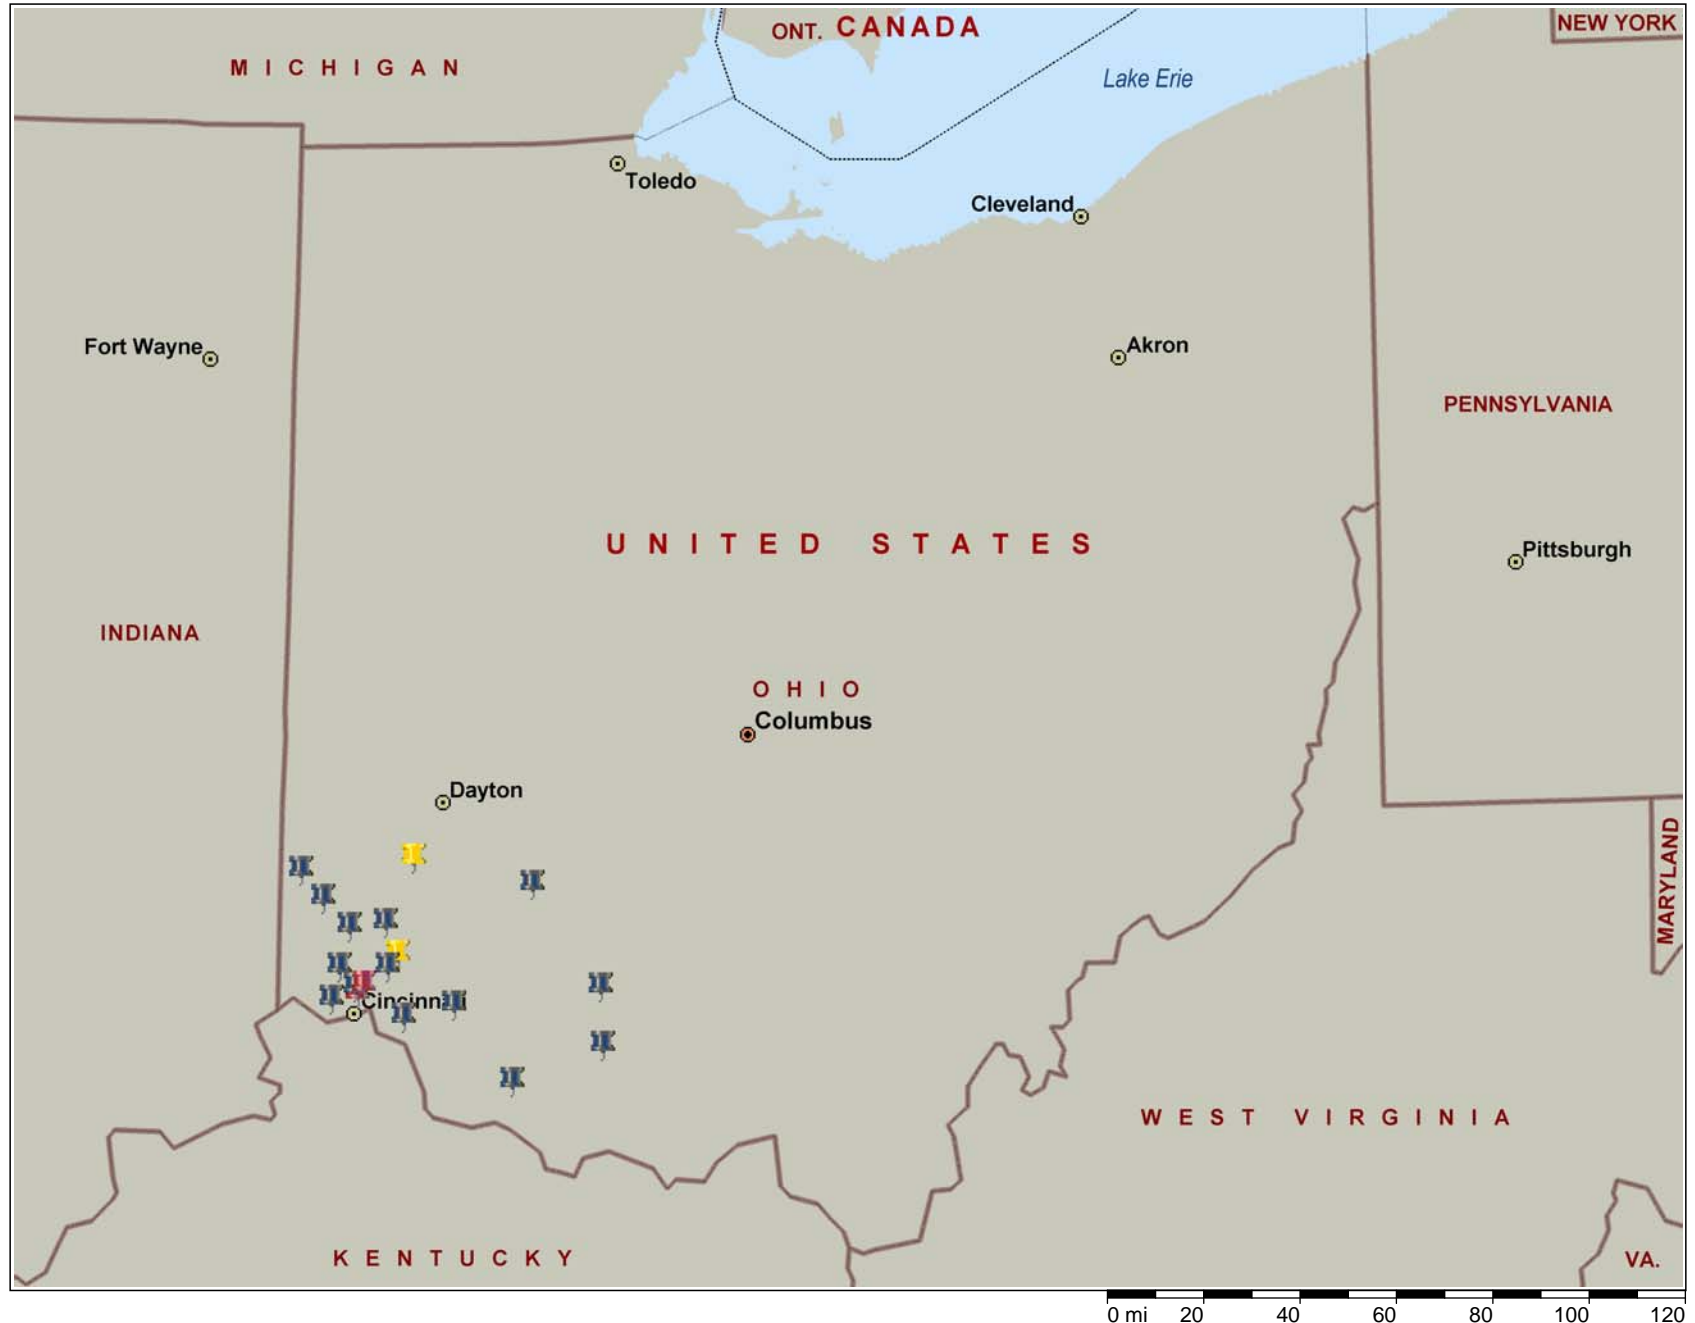 ONT. CANADA
NEW YORK
MICHIGAN
Lake Erie
Toledo
Cleveland
Fort Wayne
Akron
PENNSYLVANIA
UNITED STATES
Pittsburgh
INDIANA
OHIO
Columbus
Dayton
MARYLAND
Cincinnati
WEST VIRGINIA
KENTUCKY
VA.
0 mi 20 40 60 80 100 120